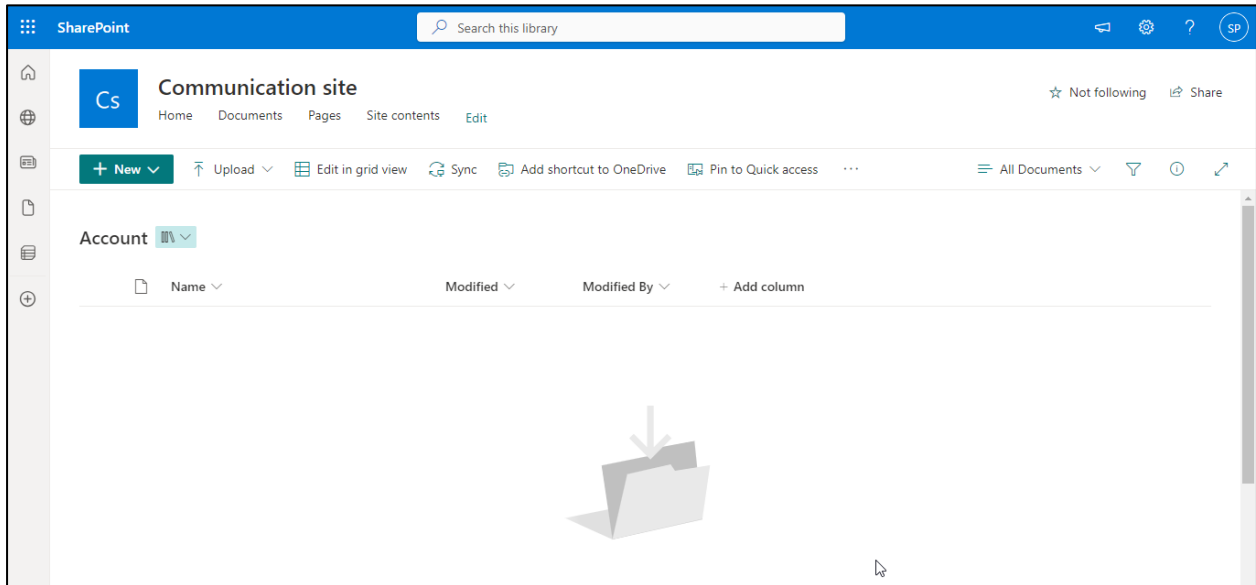 SharePoint Search this library ? SP
Cs Communication site
Home Documents Pages Site contents Edit Not following Share
+ New Upload Edit in grid view Sync Add shortcut to OneDrive Pin to Quick access ... All Documents
Account
Name Modified Modified By + Add column